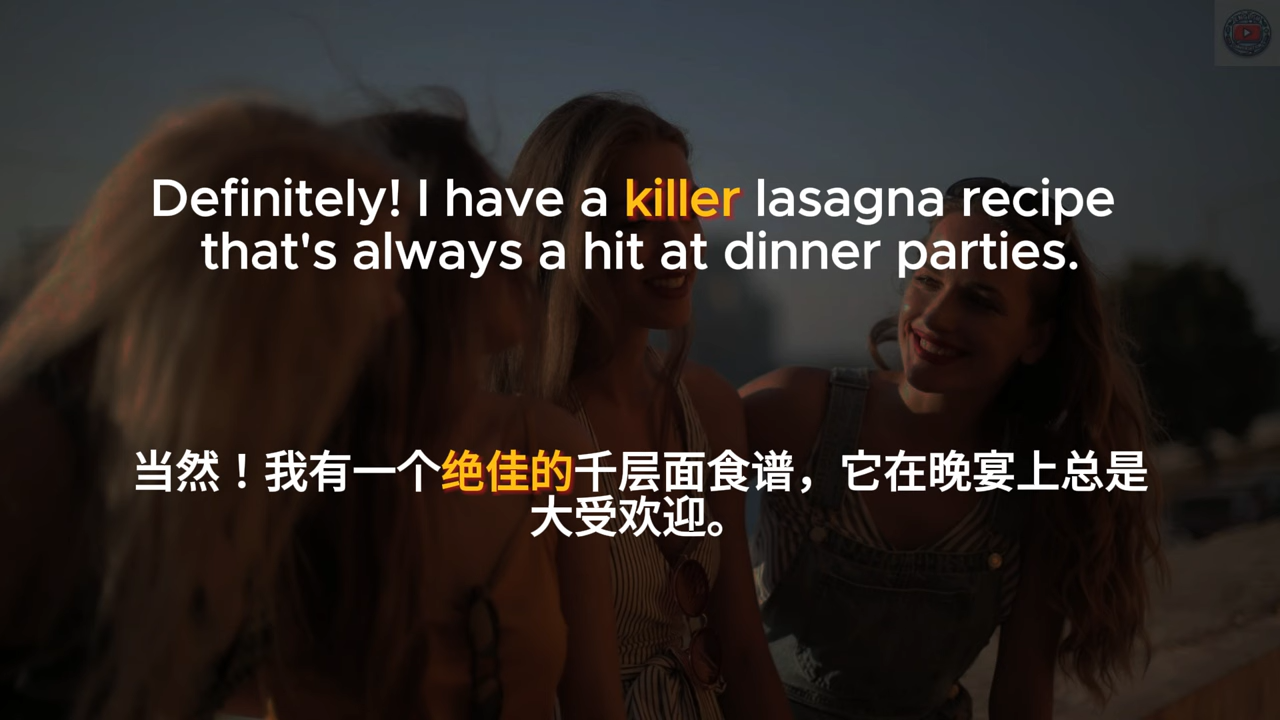 Definitely! I have a killer lasagna recipe
that's always a hit at dinner parties.
当然！我有一个绝佳的千层面食谱，它在晚宴上总是
大受欢迎。